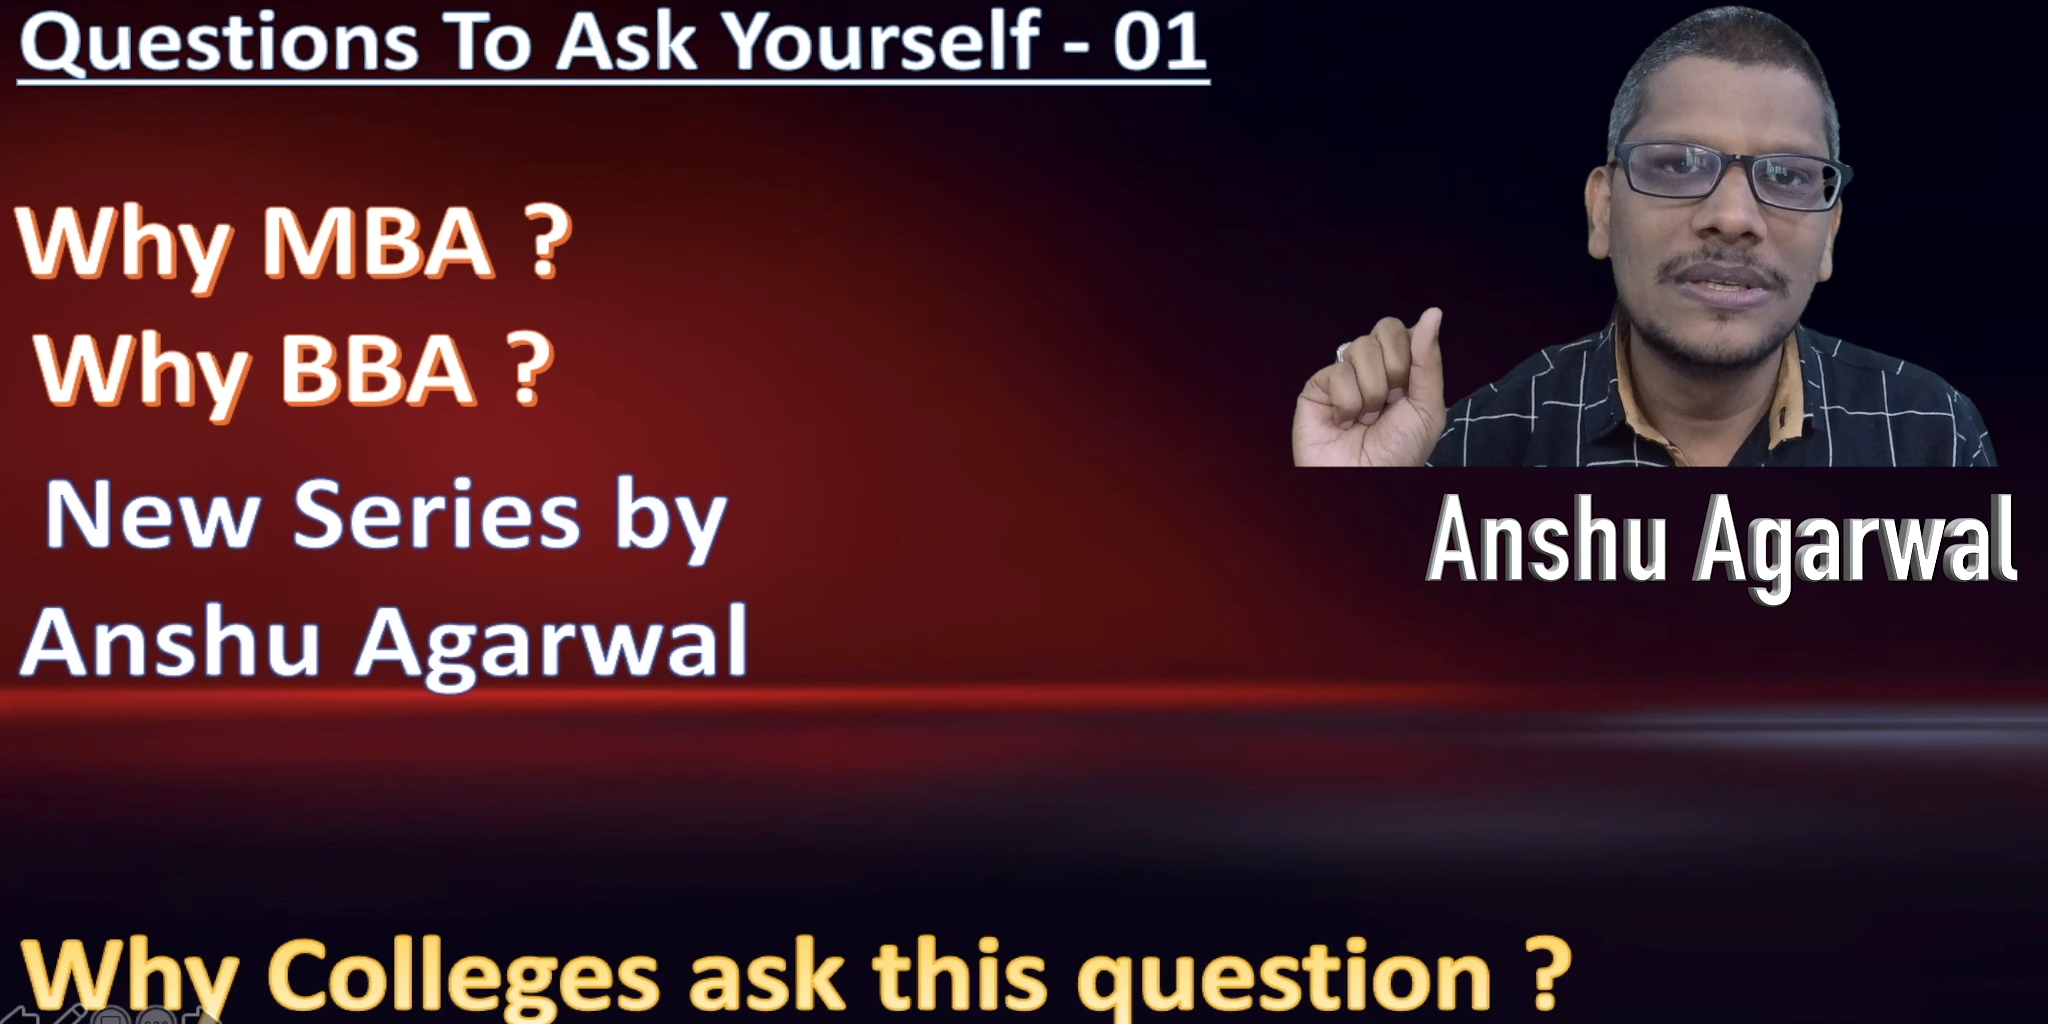 Questions To Ask Yourself - 01
Why MBA ?
Why BBA ?
New Series by
Anshu Agarwal
Anshu Agarwal
Why Colleges ask this question ?